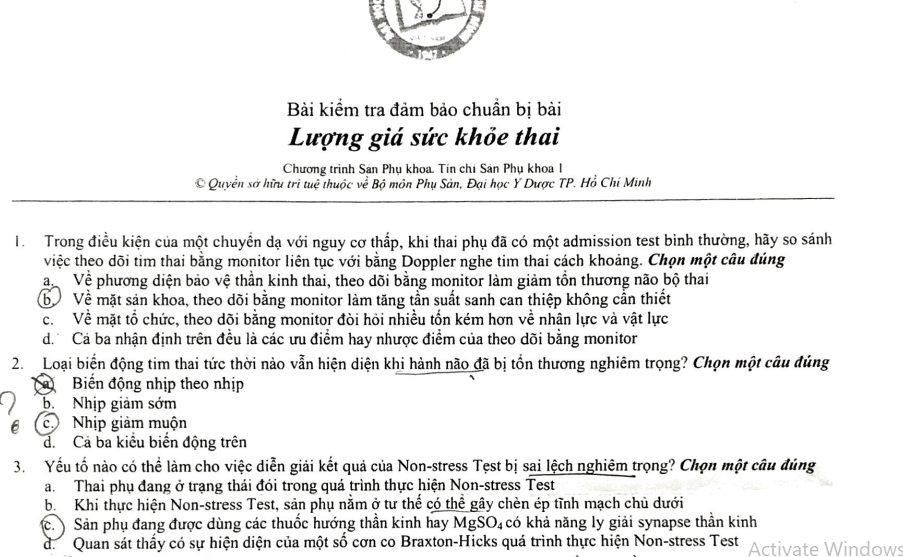 VIỆT NAM
1947
Bài kiểm tra đảm bảo chuẩn bị bài
Lượng giá sức khỏe thai
Chương trình Sản Phụ khoa. Tín chỉ Sản Phụ khoa 1
© Quyền sở hữu trí tuệ thuộc về Bộ môn Phụ Sản, Đại học Y Dược TP. Hồ Chí Minh
1. Trong điều kiện của một chuyển dạ với nguy cơ thấp, khi thai phụ đã có một admission test bình thường, hãy so sánh
việc theo dõi tim thai bằng monitor liên tục với bằng Doppler nghe tim thai cách khoảng. Chọn một câu đúng
a. Về phương diện bảo vệ thần kinh thai, theo dõi bằng monitor làm giảm tổn thương não bộ thai
b. Về mặt sản khoa, theo dõi bằng monitor làm tăng tần suất sanh can thiệp không cần thiết
c. Về mặt tổ chức, theo dõi bằng monitor đòi hỏi nhiều tốn kém hơn về nhân lực và vật lực
d. Cả ba nhận định trên đều là các ưu điểm hay nhược điểm của theo dõi bằng monitor
2. Loại biến động tim thai tức thời nào vẫn hiện diện khi hành não đã bị tổn thương nghiêm trọng? Chọn một câu đúng
a. Biến động nhịp theo nhịp
? b. Nhịp giảm sớm
c. Nhịp giảm muộn
d. Cả ba kiểu biến động trên
3. Yếu tố nào có thể làm cho việc diễn giải kết quả của Non-stress Test bị sai lệch nghiêm trọng? Chọn một câu đúng
a. Thai phụ đang ở trạng thái đói trong quá trình thực hiện Non-stress Test
b. Khi thực hiện Non-stress Test, sản phụ nằm ở tư thế có thể gây chèn ép tĩnh mạch chủ dưới
c. Sản phụ đang được dùng các thuốc hướng thần kinh hay MgSO4 có khả năng ly giải synapse thần kinh
d. Quan sát thấy có sự hiện diện của một số cơn co Braxton-Hicks quá trình thực hiện Non-stress Test
Activate Windows